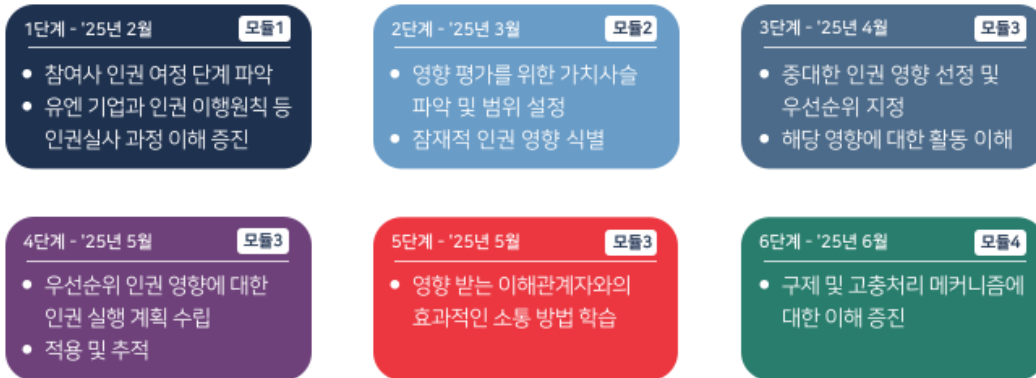 1단계 - '25년 2월 모듈1
• 참여사 인권 여정 단계 파악
• 유엔 기업과 인권 이행원칙 등
인권실사 과정 이해 증진
2단계 - '25년 3월 모듈2
• 영향 평가를 위한 가치사슬
파악 및 범위 설정
• 잠재적 인권 영향 식별
3단계 - '25년 4월 모듈3
• 중대한 인권 영향 선정 및
우선순위 지정
• 해당 영향에 대한 활동 이해
4단계 - '25년 5월 모듈3
• 우선순위 인권 영향에 대한
인권 실행 계획 수립
• 적용 및 추적
5단계 - '25년 5월 모듈3
• 영향 받는 이해관계자와의
효과적인 소통 방법 학습
6단계 - '25년 6월 모듈4
• 구제 및 고충처리 메커니즘에
대한 이해 증진